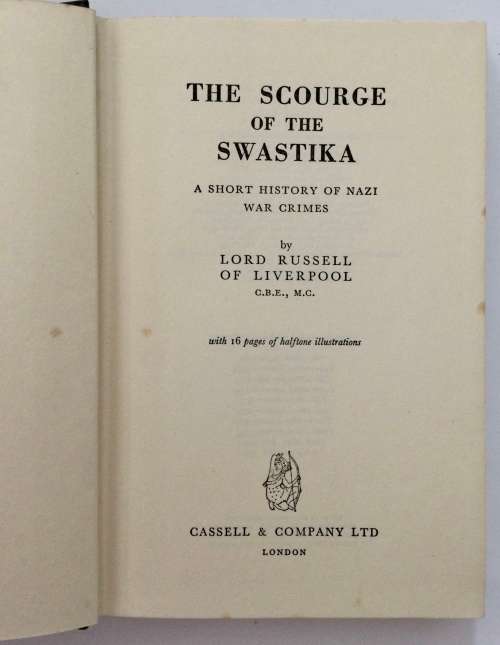 THE SCOURGE
OF THE
SWASTIKA
A SHORT HISTORY OF NAZI
WAR CRIMES
by
LORD RUSSELL
OF LIVERPOOL
C.B.E., M.C.
with 16 pages of halftone illustrations
CASSELL & COMPANY LTD
LONDON